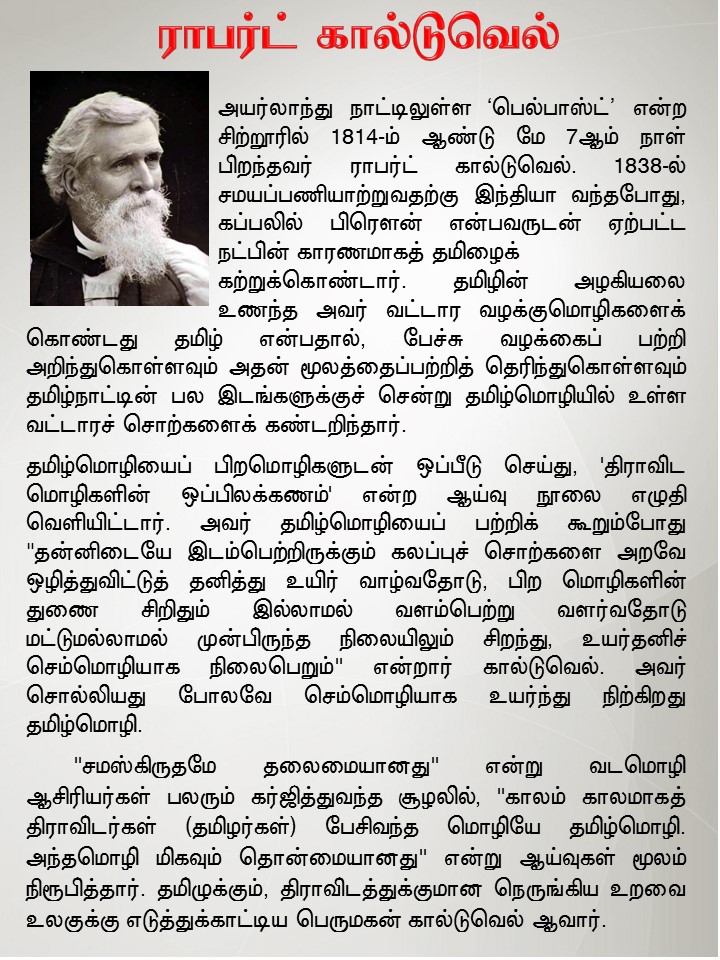 ராபர்ட் கால்டுவெல்
அயர்லாந்து நாட்டிலுள்ள ‘பெல்பாஸ்ட்’ என்ற
சிற்றூரில் 1814-ம் ஆண்டு மே 7ஆம் நாள்
பிறந்தவர் ராபர்ட் கால்டுவெல். 1838-ல்
சமயப்பணியாற்றுவதற்கு இந்தியா வந்தபோது,
கப்பலில் பிரௌன் என்பவருடன் ஏற்பட்ட
நட்பின் காரணமாகத் தமிழைக்
கற்றுக்கொண்டார். தமிழின் அழகியலை
உணந்த அவர் வட்டார வழக்குமொழிகளைக்
கொண்டது தமிழ் என்பதால், பேச்சு வழக்கைப் பற்றி
அறிந்துகொள்ளவும் அதன் மூலத்தைப்பற்றித் தெரிந்துகொள்ளவும்
தமிழ்நாட்டின் பல இடங்களுக்குச் சென்று தமிழ்மொழியில் உள்ள
வட்டாரச் சொற்களைக் கண்டறிந்தார்.
தமிழ்மொழியைப் பிறமொழிகளுடன் ஒப்பீடு செய்து, 'திராவிட
மொழிகளின் ஒப்பிலக்கணம்' என்ற ஆய்வு நூலை எழுதி
வெளியிட்டார். அவர் தமிழ்மொழியைப் பற்றிக் கூறும்போது
"தன்னிடையே இடம்பெற்றிருக்கும் கலப்புச் சொற்களை அறவே
ஒழித்துவிட்டுத் தனித்து உயிர் வாழ்வதோடு, பிற மொழிகளின்
துணை சிறிதும் இல்லாமல் வளம்பெற்று வளர்வதோடு
மட்டுமல்லாமல் முன்பிருந்த நிலையிலும் சிறந்து, உயர்தனிச்
செம்மொழியாக நிலைபெறும்" என்றார் கால்டுவெல். அவர்
சொல்லியது போலவே செம்மொழியாக உயர்ந்து நிற்கிறது
தமிழ்மொழி.
"சமஸ்கிருதமே தலைமையானது" என்று வடமொழி
ஆசிரியர்கள் பலரும் கர்ஜித்துவந்த சூழலில், "காலம் காலமாகத்
திராவிடர்கள் (தமிழர்கள்) பேசிவந்த மொழியே தமிழ்மொழி.
அந்தமொழி மிகவும் தொன்மையானது" என்று ஆய்வுகள் மூலம்
நிரூபித்தார். தமிழுக்கும், திராவிடத்துக்குமான நெருங்கிய உறவை
உலகுக்கு எடுத்துக்காட்டிய பெருமகன் கால்டுவெல் ஆவார்.